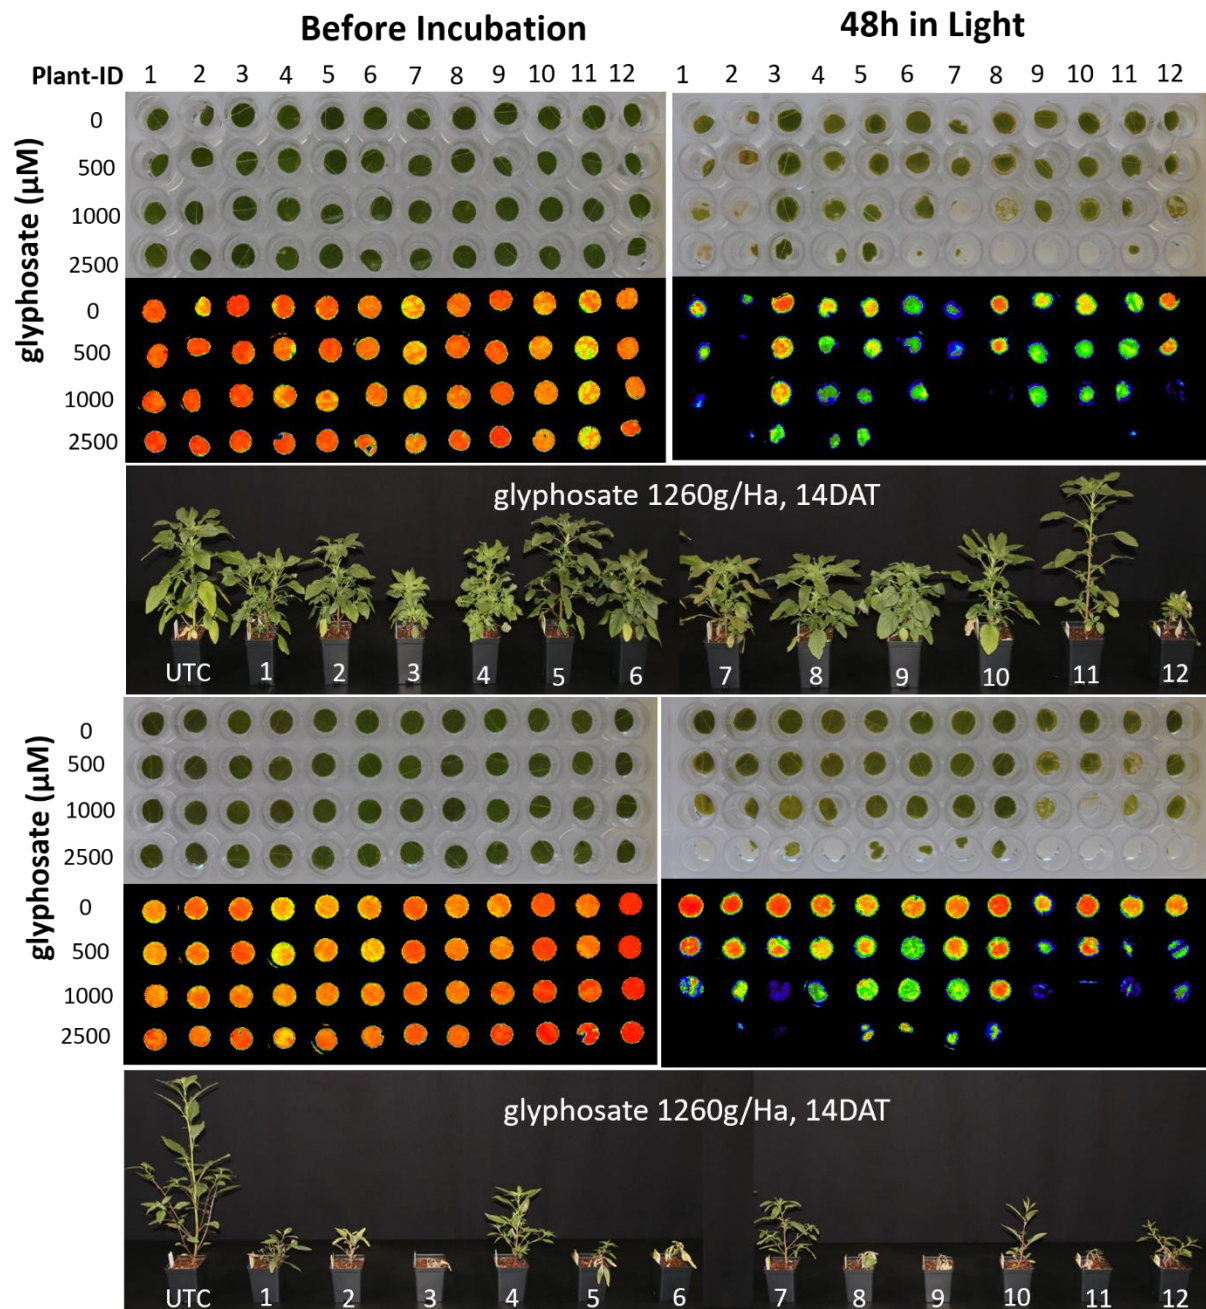 Before Incubation 48h in Light
Plant-ID 1 2 3 4 5 6 7 8 9 10 11 12 1 2 3 4 5 6 7 8 9 10 11 12
glyphosate (µM)
0
500
1000
2500
0
500
1000
2500
glyphosate 1260g/Ha, 14DAT
UTC 1 2 3 4 5 6 7 8 9 10 11 12
glyphosate (µM)
0
500
1000
2500
0
500
1000
2500
glyphosate 1260g/Ha, 14DAT
UTC 1 2 3 4 5 6 7 8 9 10 11 12